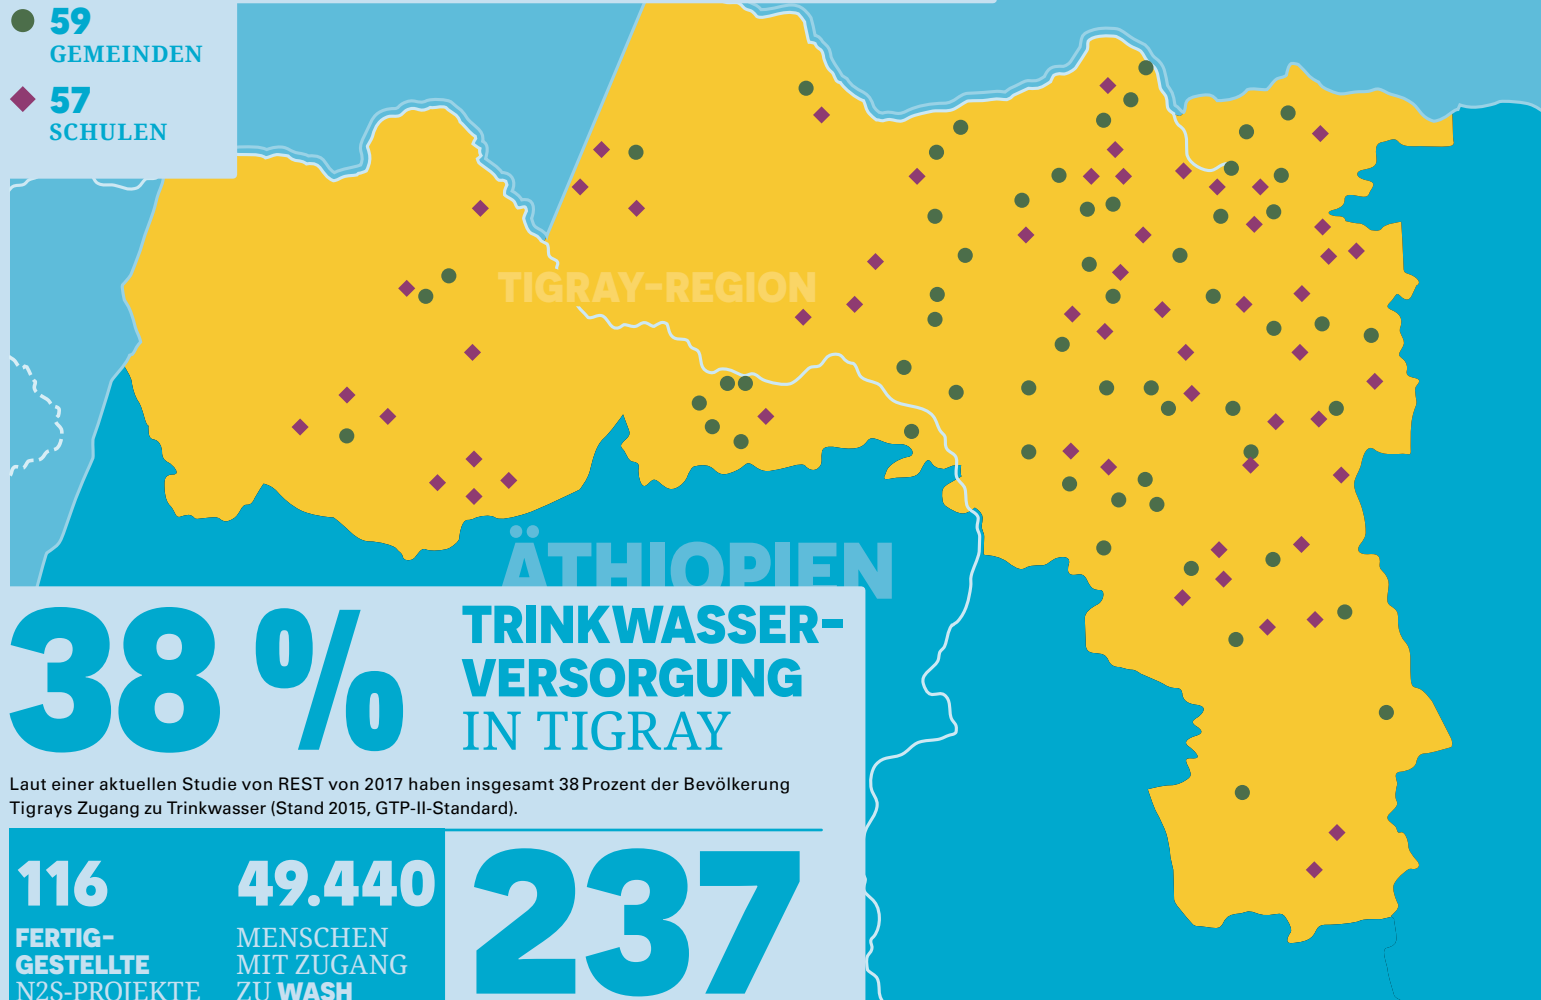 59
GEMEINDEN
57
SCHULEN
TIGRAY-REGION
ÄTHIOPIEN
38 %
TRINKWASSER-
VERSORGUNG
IN TIGRAY
Laut einer aktuellen Studie von REST von 2017 haben insgesamt 38 Prozent der Bevölkerung
Tigrays Zugang zu Trinkwasser (Stand 2015, GTP-II-Standard).
116
FERTIG-
GESTELLTE
N2S-PROJEKTE
49.440
MENSCHEN
MIT ZUGANG
ZU WASH
237